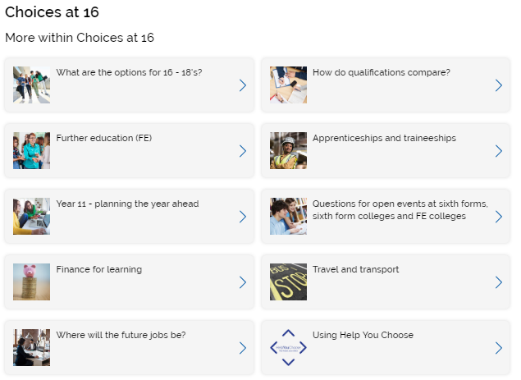 Choices at 16
More within Choices at 16
What are the options for 16 - 18's?
How do qualifications compare?
Further education (FE)
Apprenticeships and traineeships
Year 11 - planning the year ahead
Questions for open events at sixth forms,
sixth form colleges and FE colleges
Finance for learning
Travel and transport
STOP
Where will the future jobs be?
Using Help You Choose